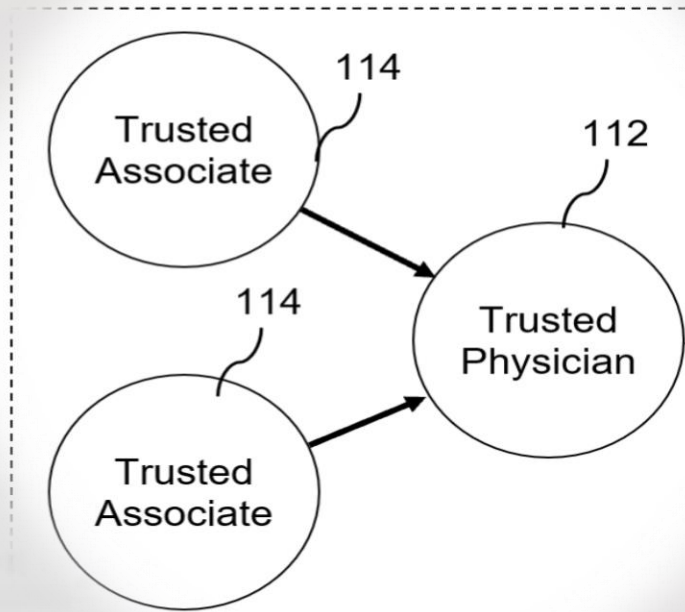 114
Trusted
Associate
112
Trusted
Physician
114
Trusted
Associate